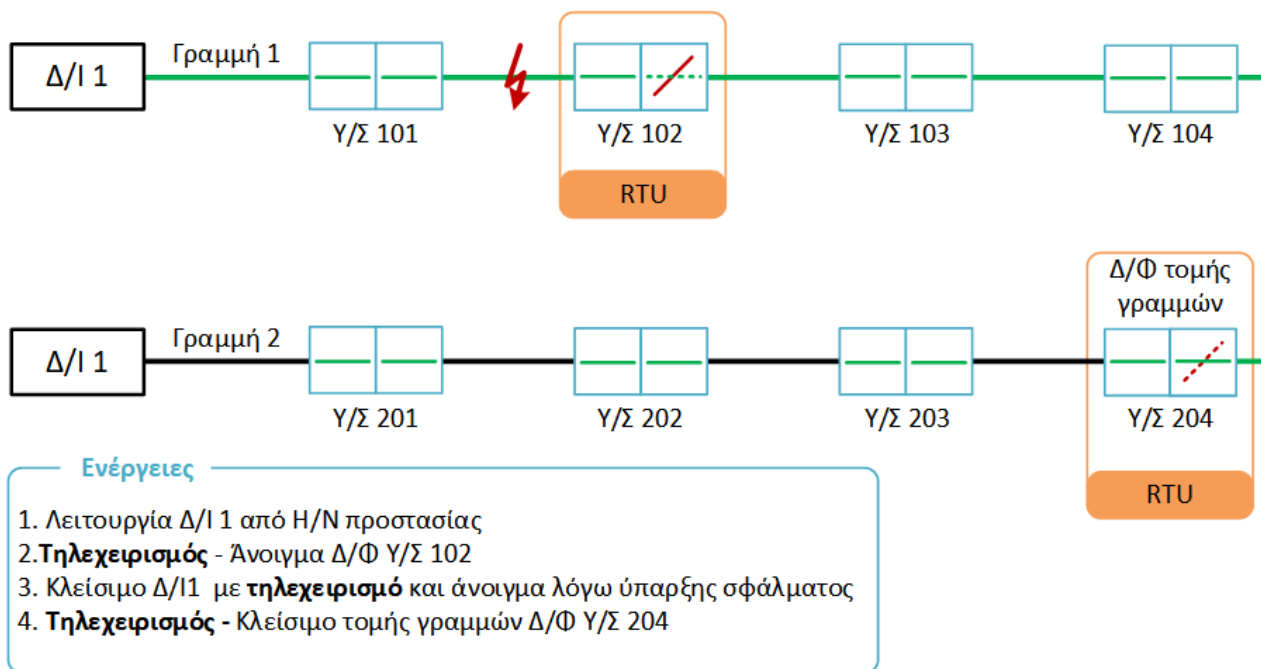 Δ/Ι 1
Γραμμή 1
Υ/Σ 101
Υ/Σ 102
Υ/Σ 103
Υ/Σ 104
RTU
Δ/Φ τομής
γραμμών
Δ/Ι 1
Γραμμή 2
Υ/Σ 201
Υ/Σ 202
Υ/Σ 203
Υ/Σ 204
RTU
Ενέργειες
1. Λειτουργία Δ/Ι 1 από Η/Ν προστασίας
2.Τηλεχειρισμός - Άνοιγμα Δ/Φ Υ/Σ 102
3. Κλείσιμο Δ/Ι1 με τηλεχειρισμό και άνοιγμα λόγω ύπαρξης σφάλματος
4. Τηλεχειρισμός - Κλείσιμο τομής γραμμών Δ/Φ Υ/Σ 204